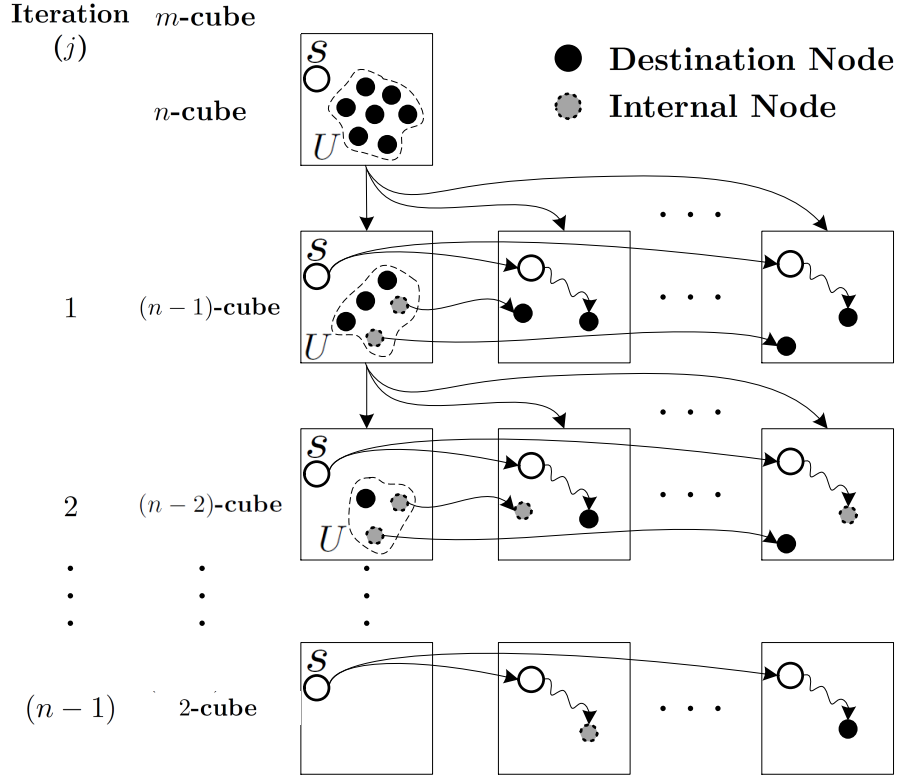 Iteration
(j)
m-cube
n-cube
s
U
Destination Node
Internal Node
. . .
1
(n − 1)-cube
s
U
. . .
. . .
2
(n − 2)-cube
s
U
. . .
(n − 1)
2-cube
s
. . .